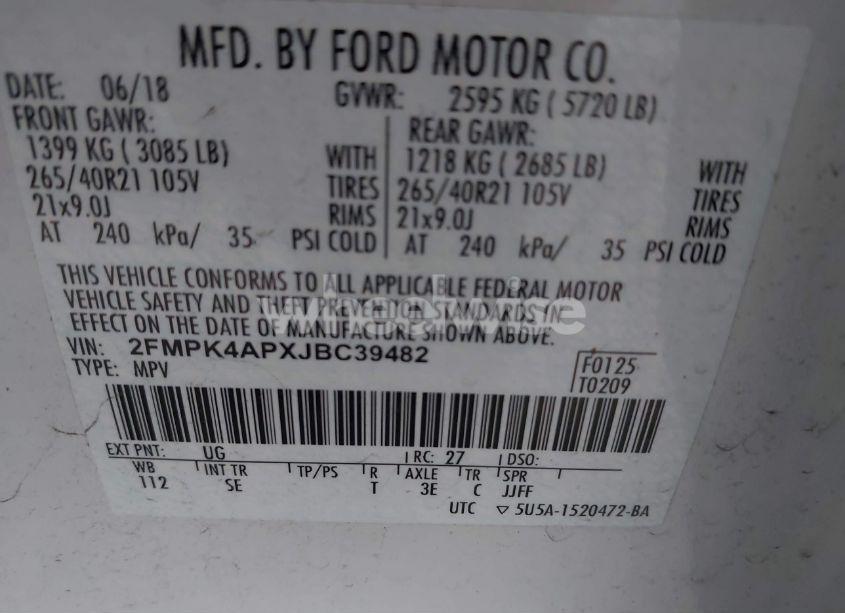 MFD. BY FORD MOTOR CO.
DATE: 06/18 GVWR: 2595 KG ( 5720 LB)
FRONT GAWR: REAR GAWR:
1399 KG ( 3085 LB) WITH 1218 KG ( 2685 LB) WITH
265/40R21 105V TIRES 265/40R21 105V TIRES
21x9.0J RIMS 21x9.0J RIMS
AT 240 kPa/ 35 PSI COLD AT 240 kPa/ 35 PSI COLD
THIS VEHICLE CONFORMS TO ALL APPLICABLE FEDERAL MOTOR
VEHICLE SAFETY AND THEFT PREVENTION STANDARDS IN
EFFECT ON THE DATE OF MANUFACTURE SHOWN ABOVE.
VIN: 2FMPK4APXJBC39482 F0125
TYPE: MPV T0209
EXT PNT: UG RC: 27 DSO:
WB INT TR TP/PS R AXLE TR SPR
112 SE T 3E C JJFF
UTC ▽ 5U5A-1520472-BA